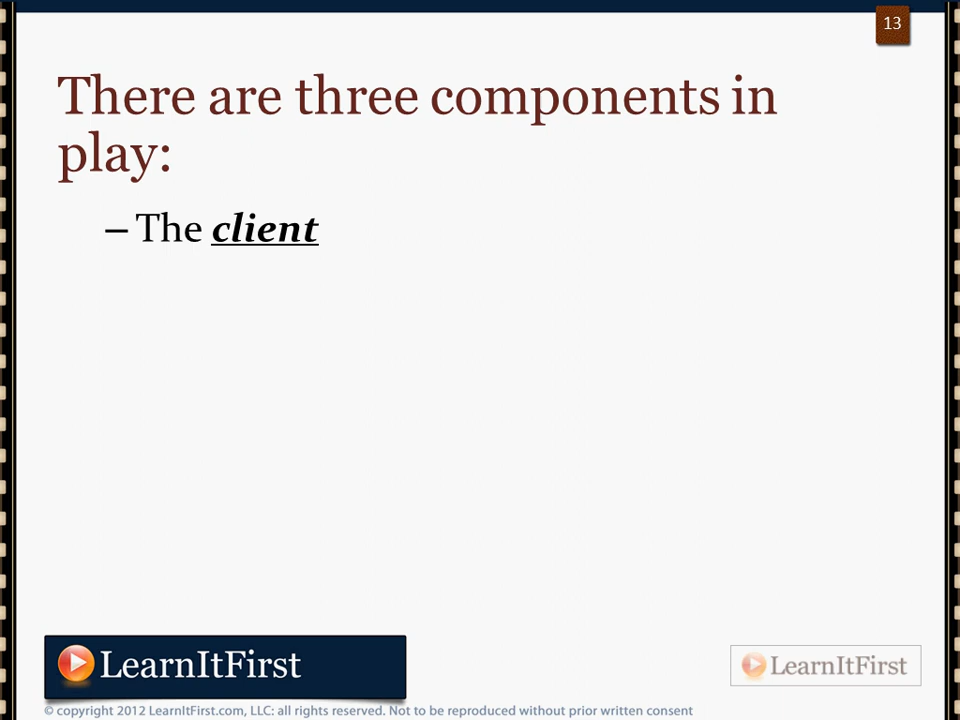 13
There are three components in
play:
– The client
LearnItFirst
LearnItFirst
© copyright 2012 LearnItFirst.com, LLC: all rights reserved. Not to be reproduced without prior written consent